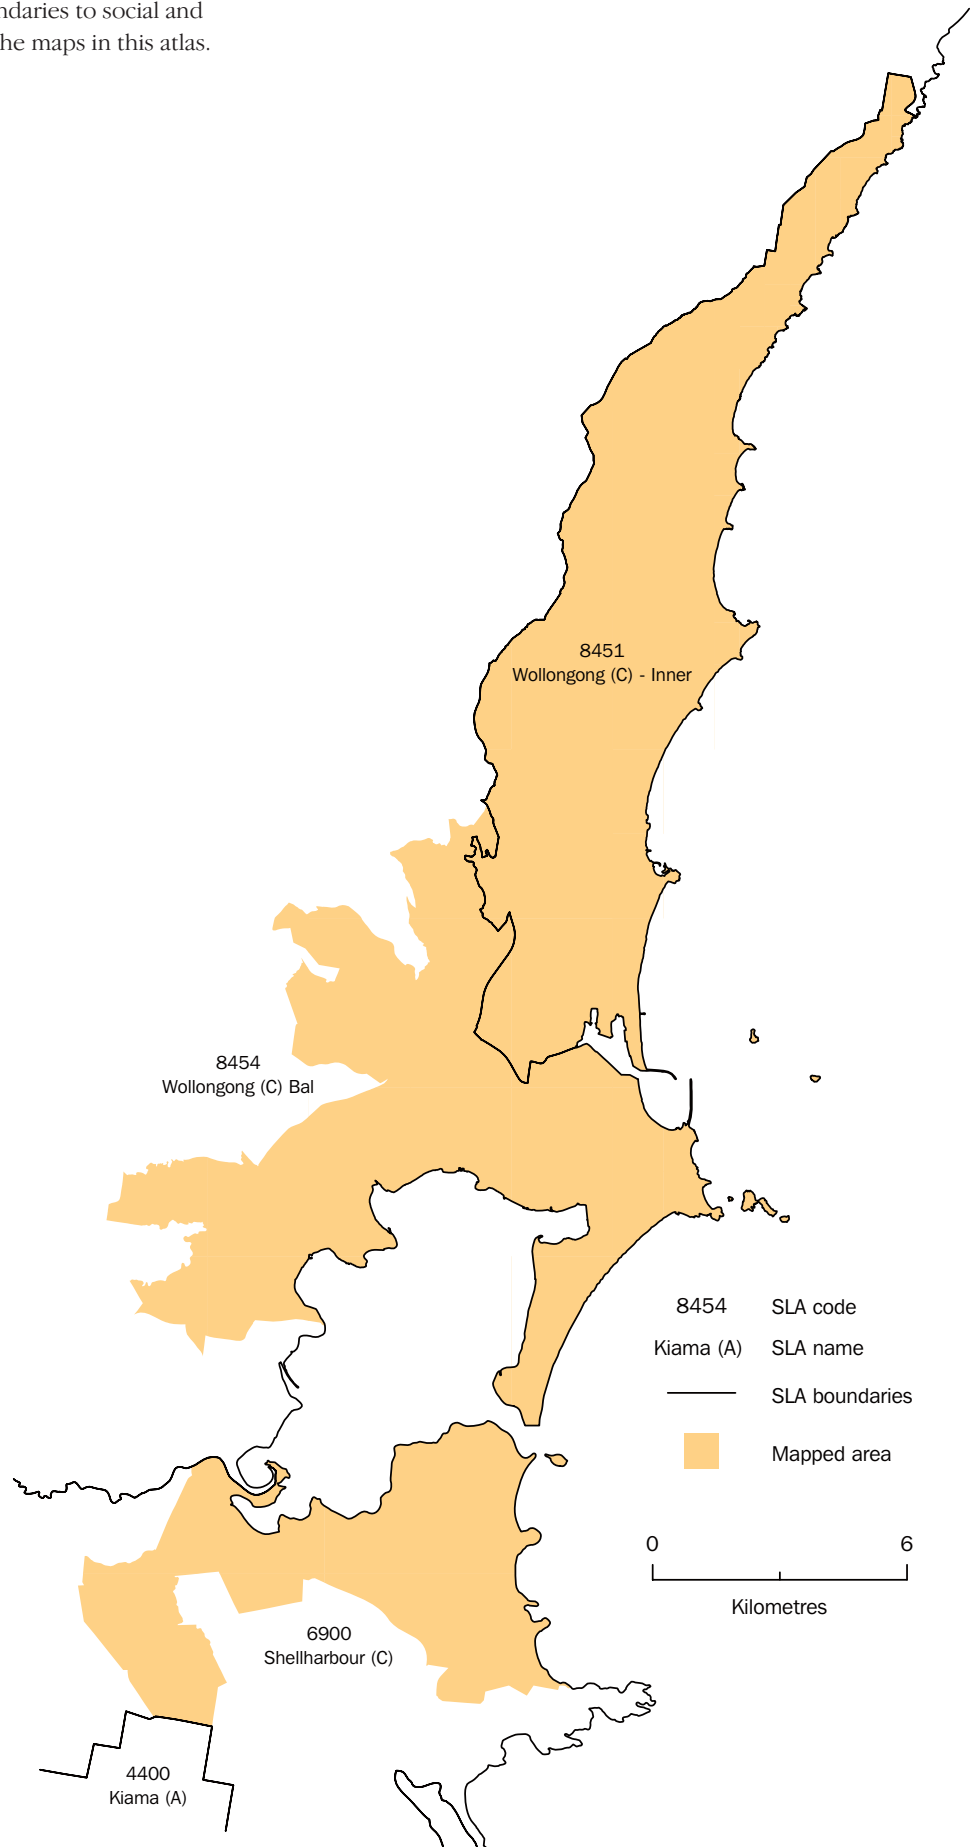 ndaries to social and
he maps in this atlas.
8451
Wollongong (C) - Inner
8454
Wollongong (C) Bal
8454 SLA code
Kiama (A) SLA name
SLA boundaries
Mapped area
0 6
Kilometres
6900
Shellharbour (C)
4400
Kiama (A)